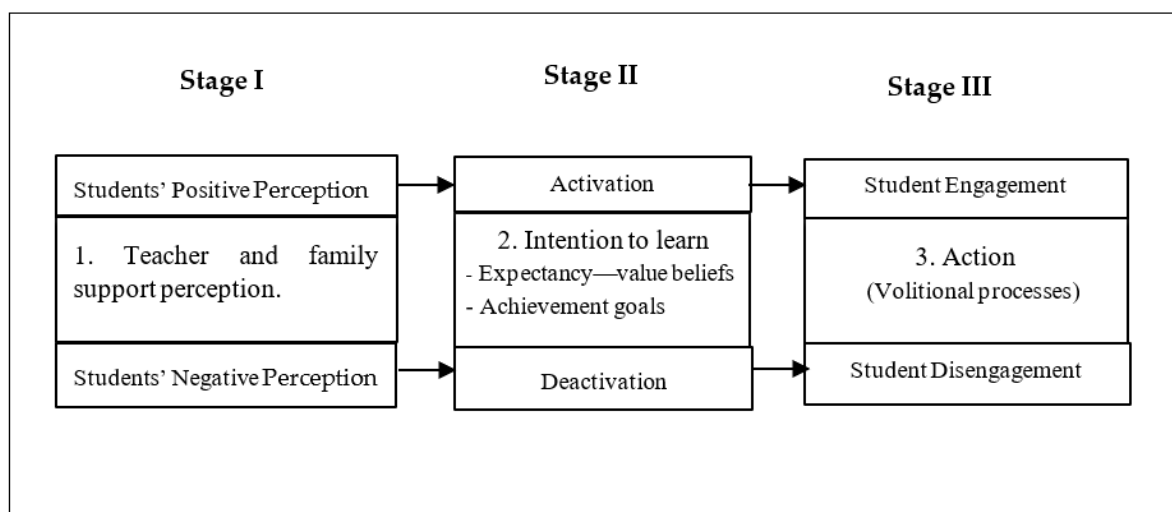 Stage I
Stage II
Stage III
Students’ Positive Perception
Activation
Student Engagement
1. Teacher and family
support perception.
2. Intention to learn
- Expectancy—value beliefs
- Achievement goals
3. Action
(Volitional processes)
Students’ Negative Perception
Deactivation
Student Disengagement